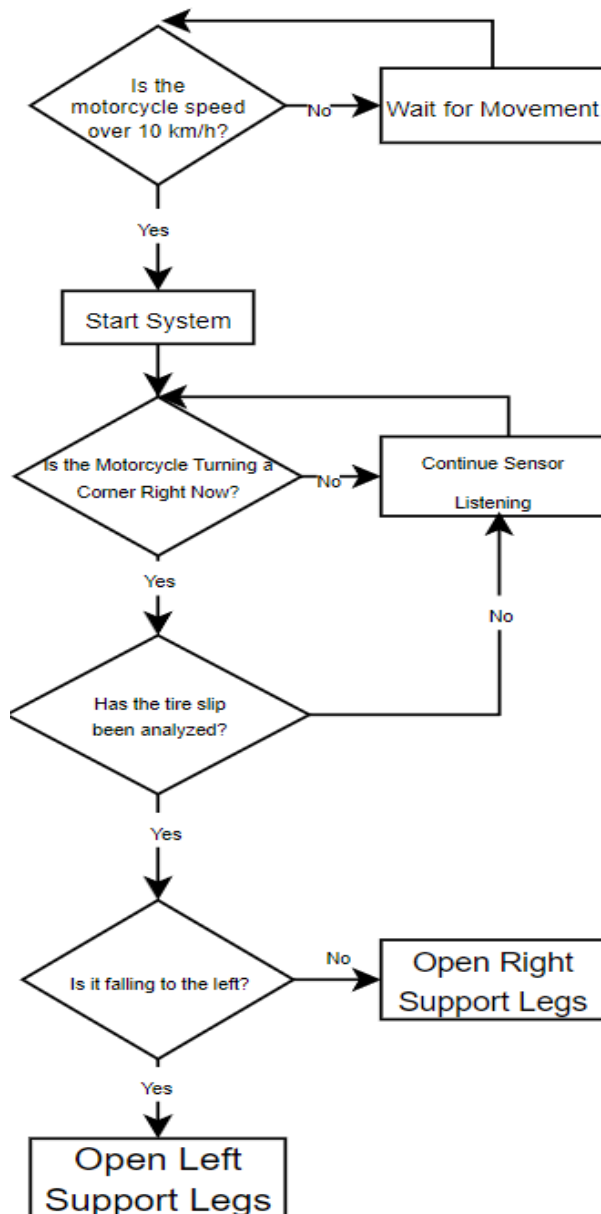 Is the
motorcycle speed
over 10 km/h?
No
Wait for Movement
Yes
Start System
Is the Motorcycle Turning a
Corner Right Now?
No
Continue Sensor
Listening
Yes
No
Has the tire slip
been analyzed?
Yes
Is it falling to the left?
No
Open Right
Support Legs
Yes
Open Left
Support Legs